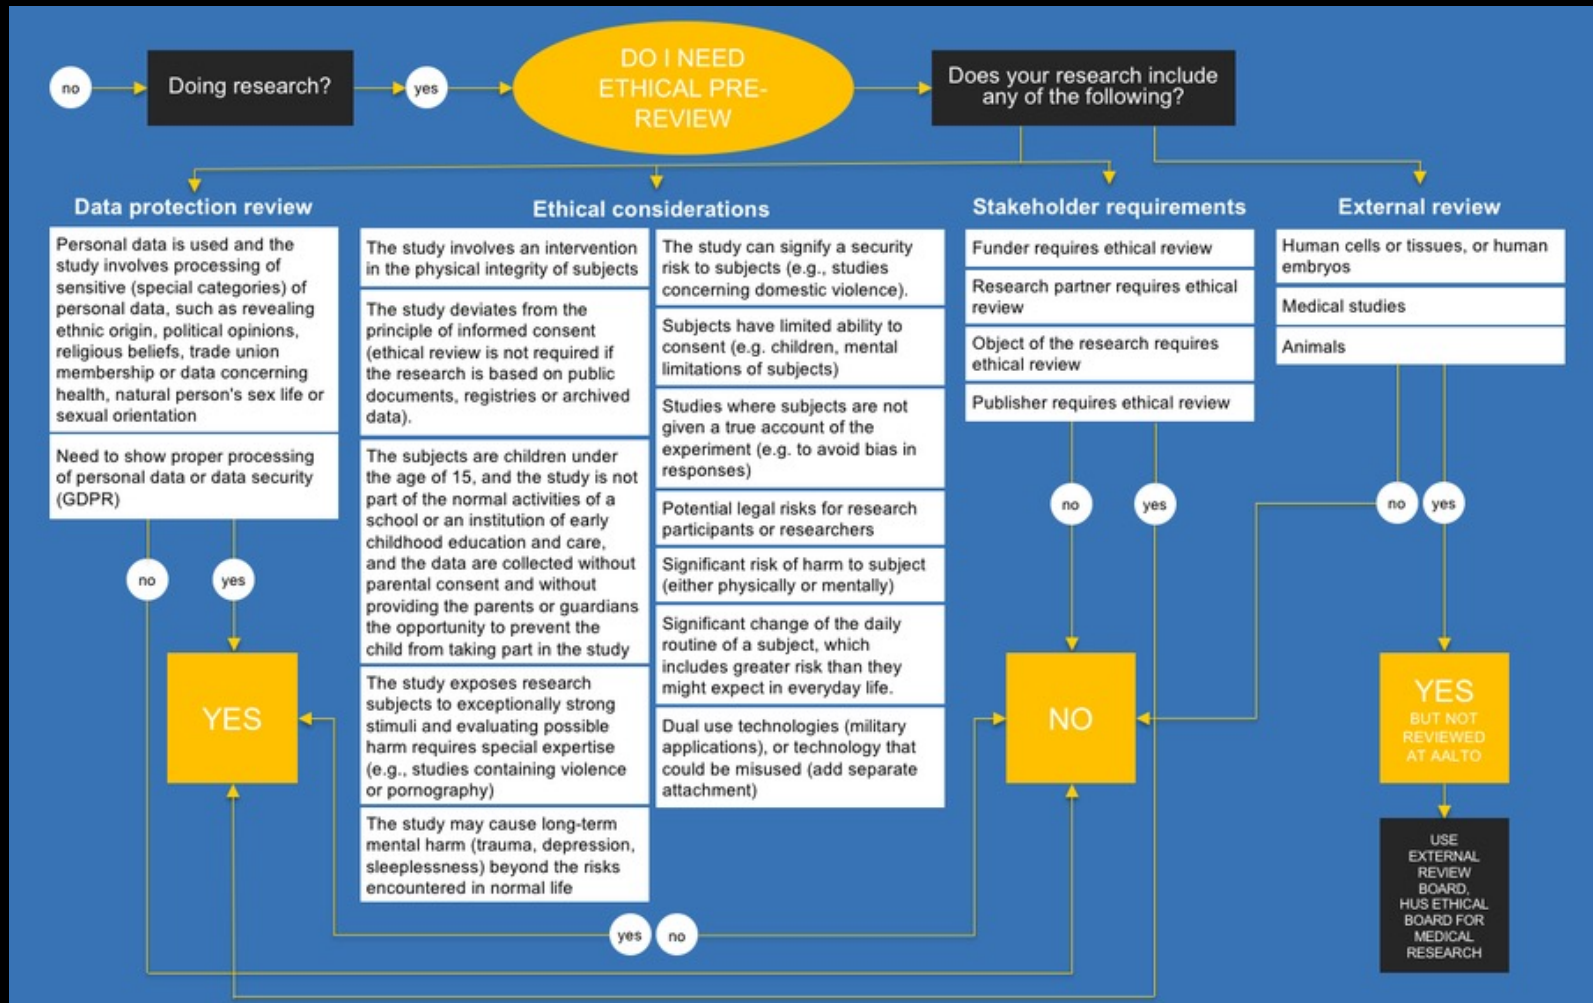 no
Doing research?
yes
DO I NEED
ETHICAL PRE-
REVIEW
Does your research include
any of the following?
Data protection review
Personal data is used and the
study involves processing of
sensitive (special categories) of
personal data, such as revealing
ethnic origin, political opinions,
religious beliefs, trade union
membership or data concerning
health, natural person's sex life or
sexual orientation
Need to show proper processing
of personal data or data security
(GDPR)
no
yes
YES
Ethical considerations
The study involves an intervention
in the physical integrity of subjects
The study deviates from the
principle of informed consent
(ethical review is not required if
the research is based on public
documents, registries or archived
data).
The subjects are children under
the age of 15, and the study is not
part of the normal activities of a
school or an institution of early
childhood education and care,
and the data are collected without
parental consent and without
providing the parents or guardians
the opportunity to prevent the
child from taking part in the study
The study exposes research
subjects to exceptionally strong
stimuli and evaluating possible
harm requires special expertise
(e.g., studies containing violence
or pornography)
The study may cause long-term
mental harm (trauma, depression,
sleeplessness) beyond the risks
encountered in normal life
The study can signify a security
risk to subjects (e.g., studies
concerning domestic violence).
Subjects have limited ability to
consent (e.g. children, mental
limitations of subjects)
Studies where subjects are not
given a true account of the
experiment (e.g. to avoid bias in
responses)
Potential legal risks for research
participants or researchers
Significant risk of harm to subject
(either physically or mentally)
Significant change of the daily
routine of a subject, which
includes greater risk than they
might expect in everyday life.
Dual use technologies (military
applications), or technology that
could be misused (add separate
attachment)
yes
no
Stakeholder requirements
Funder requires ethical review
Research partner requires ethical
review
Object of the research requires
ethical review
Publisher requires ethical review
no
yes
NO
External review
Human cells or tissues, or human
embryos
Medical studies
Animals
no
yes
YES
BUT NOT
REVIEWED
AT AALTO
USE
EXTERNAL
REVIEW
BOARD,
HUS ETHICAL
BOARD FOR
MEDICAL
RESEARCH